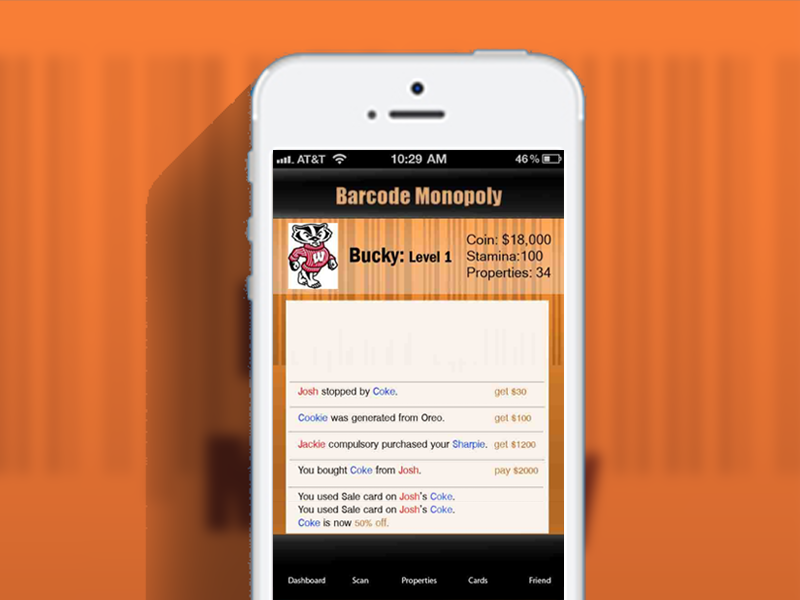 AT&T 10:29 AM 46%
Barcode Monopoly
W
Bucky: Level 1
Coin: $18,000
Stamina:100
Properties: 34
Josh stopped by Coke. get $30
Cookie was generated from Oreo. get $100
Jackie compulsory purchased your Sharpie. get $1200
You bought Coke from Josh. pay $2000
You used Sale card on Josh's Coke.
You used Sale card on Josh's Coke.
Coke is now 50% off.
Dashboard Scan Properties Cards Friend